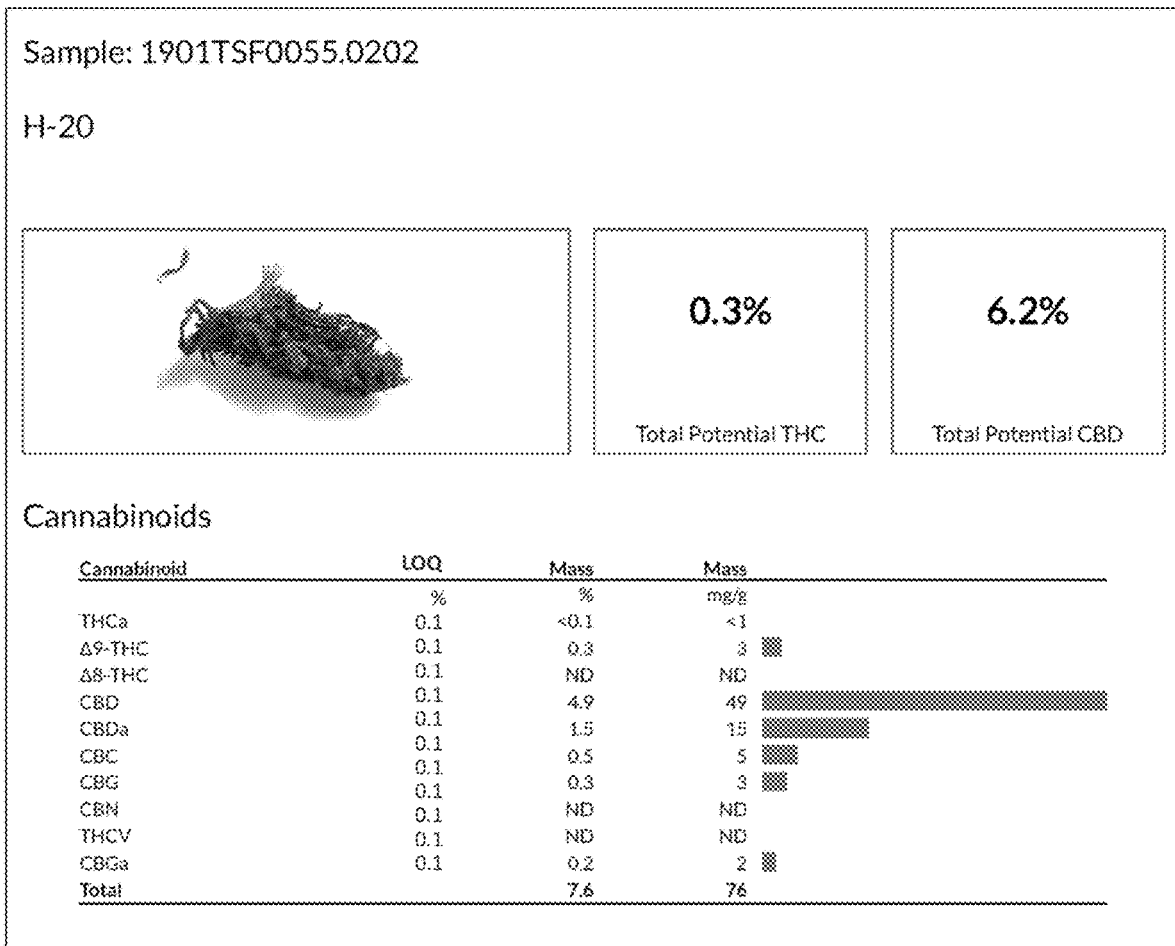 Sample: 1901TSF0055.0202
H-20
0.3%
Total Potential THC
6.2%
Total Potential CBD
Cannabinoids
Cannabinoid LOQ Mass Mass
% % mg/g
THCa 0.1 <0.1 <1
Δ9-THC 0.1 0.3 3
Δ8-THC 0.1 ND ND
CBD 0.1 4.9 49
CBDa 0.1 1.5 15
CBC 0.1 0.5 5
CBG 0.1 0.3 3
CBN 0.1 ND ND
THCV 0.1 ND ND
CBGa 0.1 0.2 2
Total 7.6 76